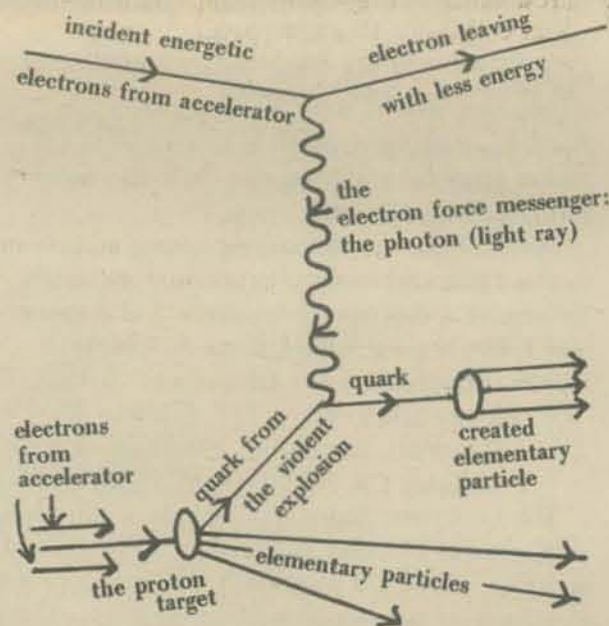 incident energetic
electrons from accelerator
electron leaving
with less energy
the
electron force messenger:
the photon (light ray)
quark
created
elementary
particle
quark from
the violent
explosion
electrons
from
accelerator
the proton
target
elementary particles